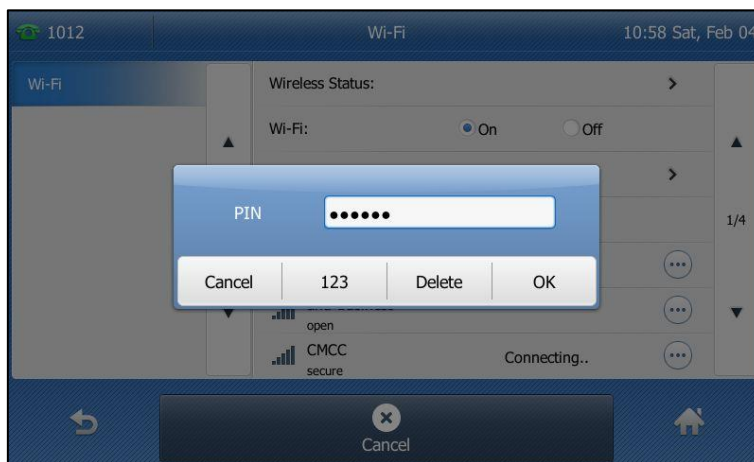 1012 Wi-Fi 10:58 Sat, Feb 04
Wi-Fi
Wireless Status:
Wi-Fi: On Off
PIN ••••••
1/4
Cancel 123 Delete OK
open
CMCC Connecting..
secure
Cancel